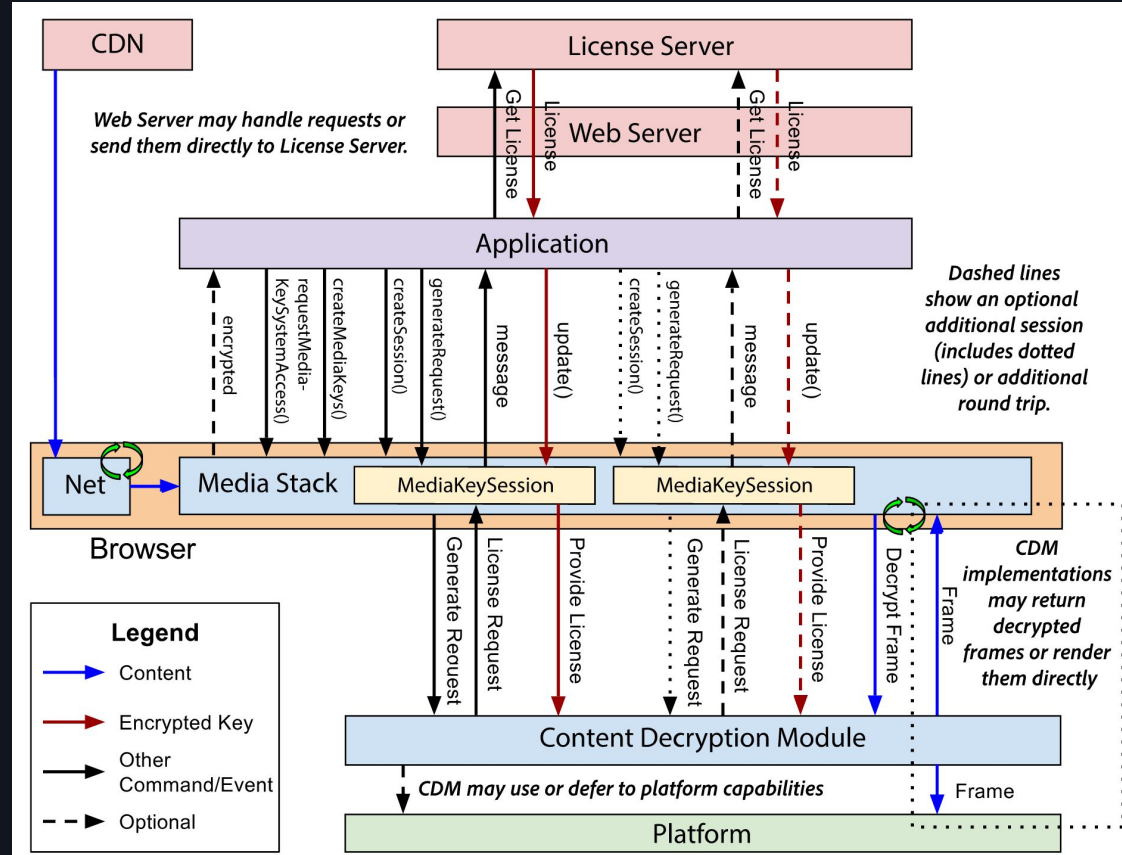 CDN
License Server
Web Server may handle requests or
send them directly to License Server.
Get License
License
Get License
License
Web Server
Application
encrypted
requestMedia-
KeySystemAccess()
createMediaKeys()
createSession()
generateRequest()
message
update()
createSession()
generateRequest()
message
update()
Dashed lines
show an optional
additional session
(includes dotted
lines) or additional
round trip.
Net
Media Stack
MediaKeySession
MediaKeySession
Browser
Generate Request
License Request
Provide License
Generate Request
License Request
Provide License
Decrypt Frame
Frame
CDM
implementations
may return
decrypted
frames or render
them directly
Legend
Content
Encrypted Key
Other
Command/Event
Optional
Content Decryption Module
CDM may use or defer to platform capabilities
Frame
Platform